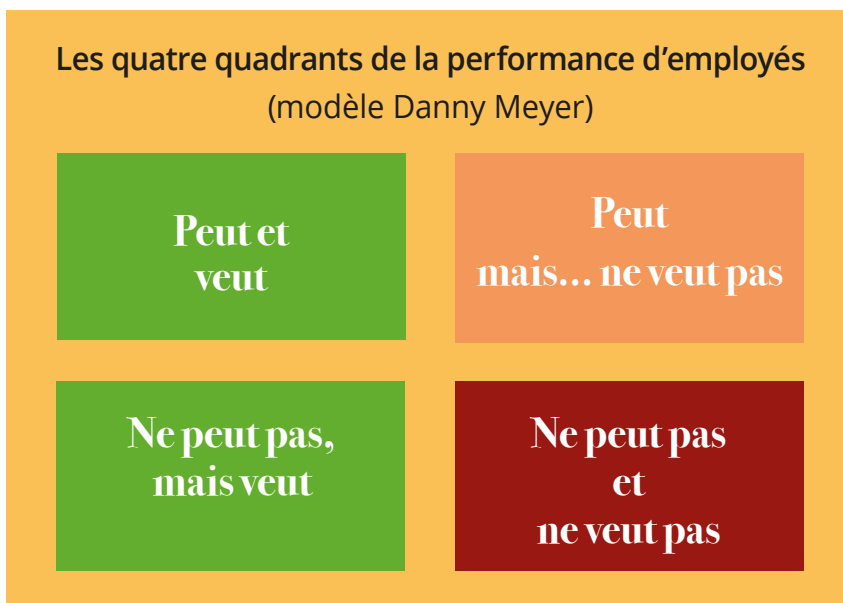 Les quatre quadrants de la performance d’employés
(modèle Danny Meyer)
Peut et
veut
Peut
mais... ne veut pas
Ne peut pas,
mais veut
Ne peut pas
et
ne veut pas